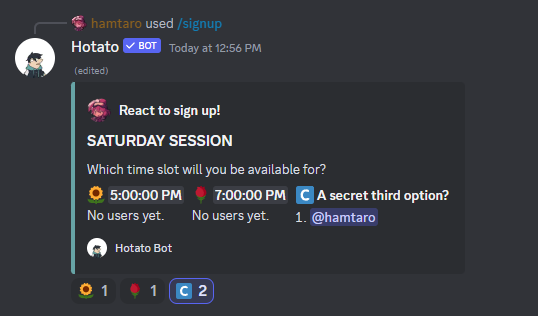 hamtaro used /signup
Hotato ✓ BOT Today at 12:56 PM
(edited)
React to sign up!
SATURDAY SESSION
Which time slot will you be available for?
🌻 5:00:00 PM 🌹 7:00:00 PM C A secret third option?
No users yet. No users yet. 1. @hamtaro
Hotato Bot
🌻 1 🌹 1 C 2